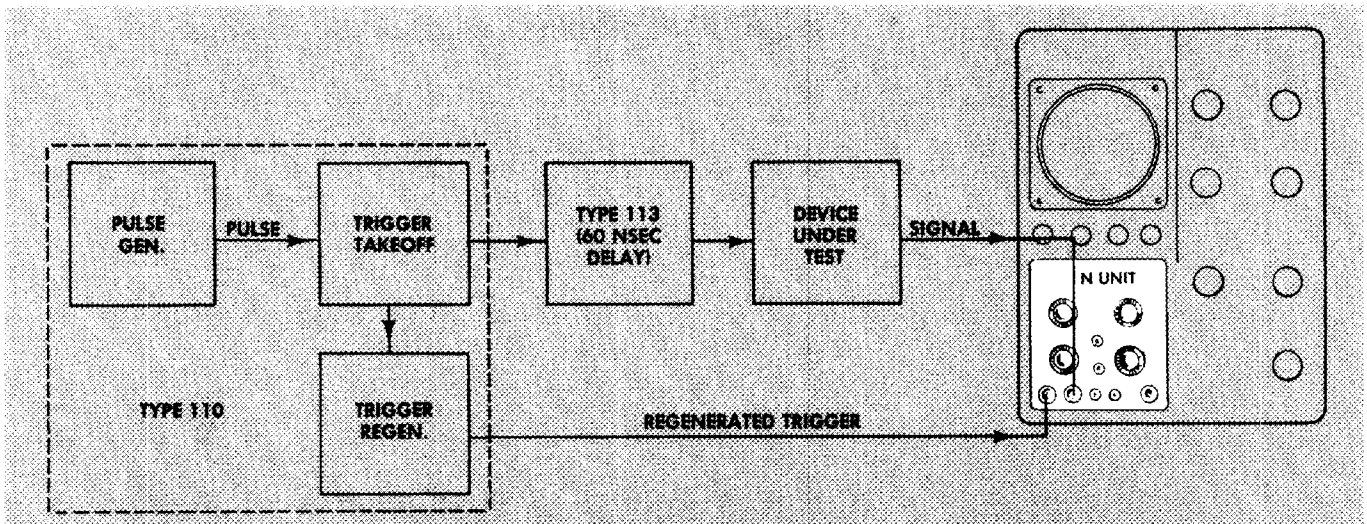 PULSE
GEN.
PULSE
TRIGGER
TAKEOFF
TYPE 113
(60 NSEC
DELAY)
DEVICE
UNDER
TEST
SIGNAL
N UNIT
TYPE 110
TRIGGER
REGEN.
REGENERATED TRIGGER